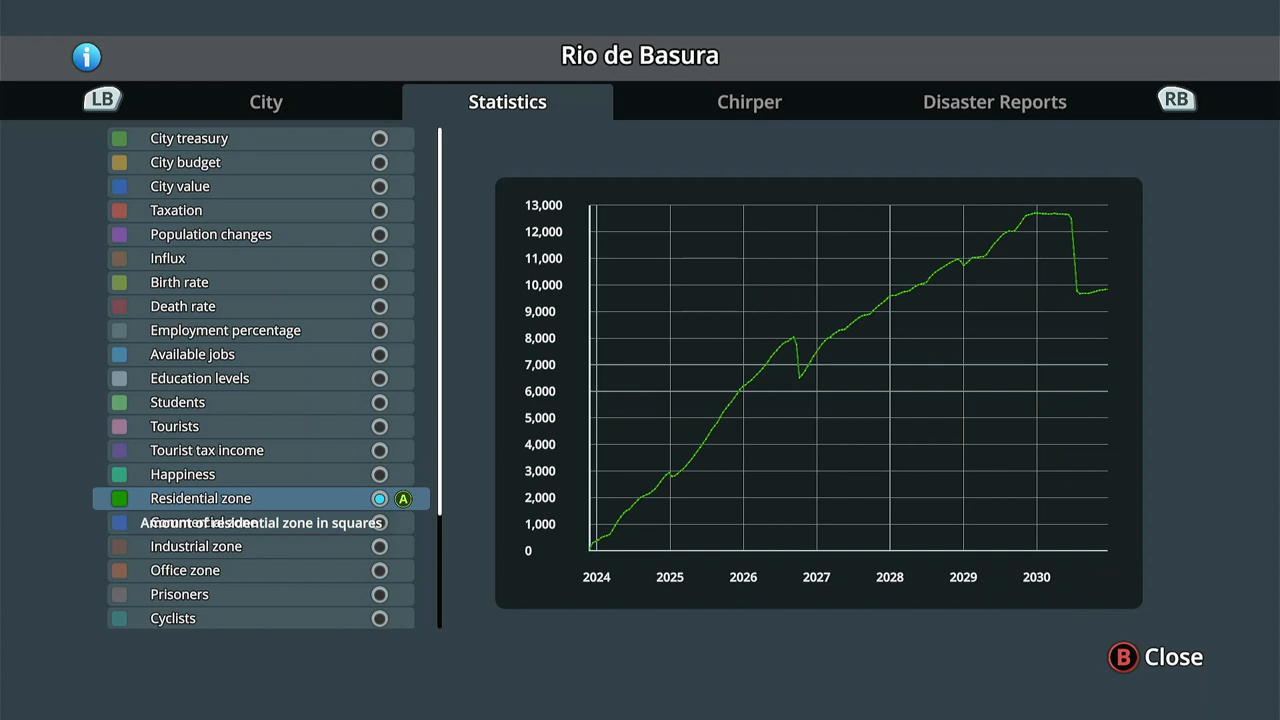 i
Rio de Basura
LB
City
Statistics
Chirper
Disaster Reports
RB
City treasury
City budget
City value
Taxation
Population changes
Influx
Birth rate
Death rate
Employment percentage
Available jobs
Education levels
Students
Tourists
Tourist tax income
Happiness
Residential zone
A
Amount of residential zone in squares
Industrial zone
Office zone
Prisoners
Cyclists
13,000
12,000
11,000
10,000
9,000
8,000
7,000
6,000
5,000
4,000
3,000
2,000
1,000
0
2024 2025 2026 2027 2028 2029 2030
B Close